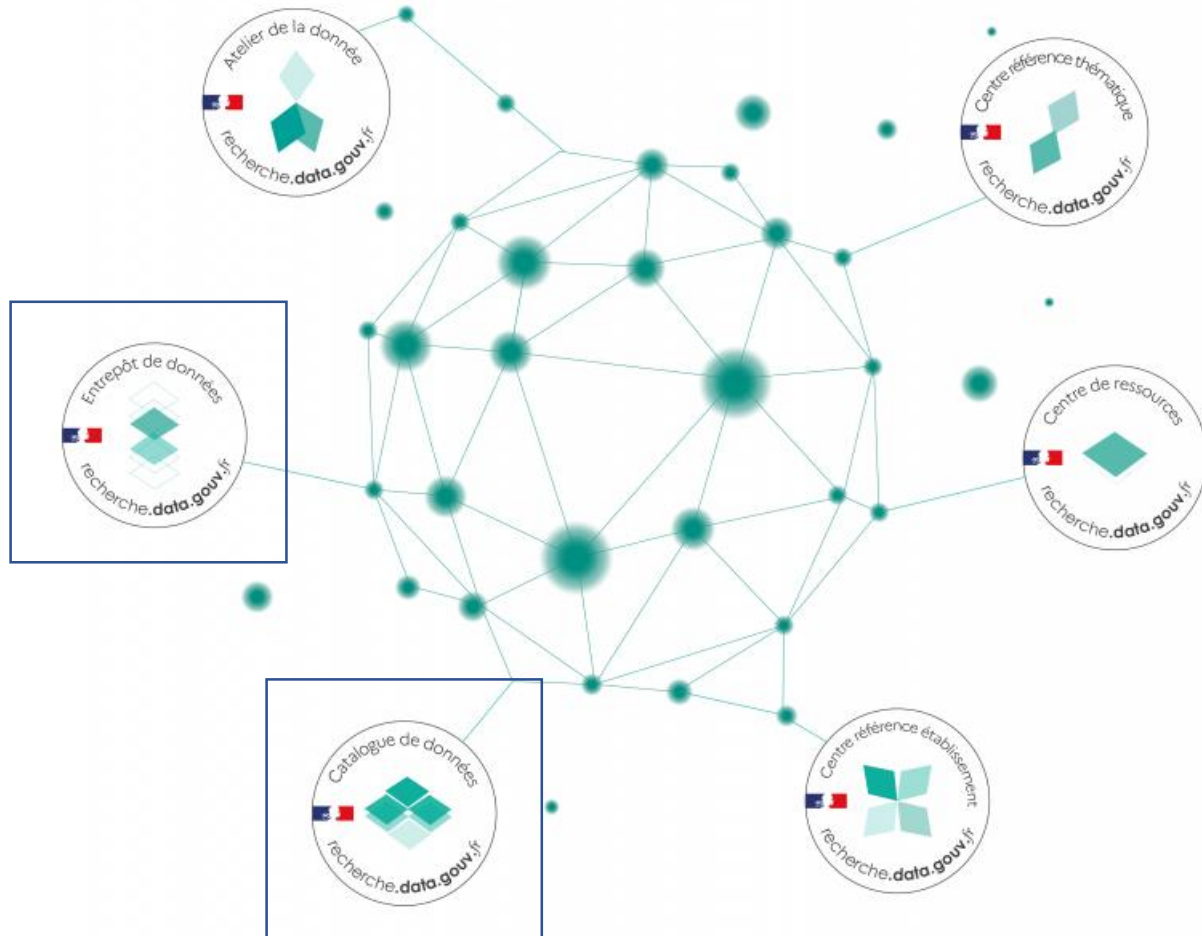 Atelier de la donnée
recherche.data.gouv.fr
Centre référence thématique
recherche.data.gouv.fr
Entrepôt de données
recherche.data.gouv.fr
Centre de ressources
recherche.data.gouv.fr
Catalogue de données
recherche.data.gouv.fr
Centre référence établissement
recherche.data.gouv.fr